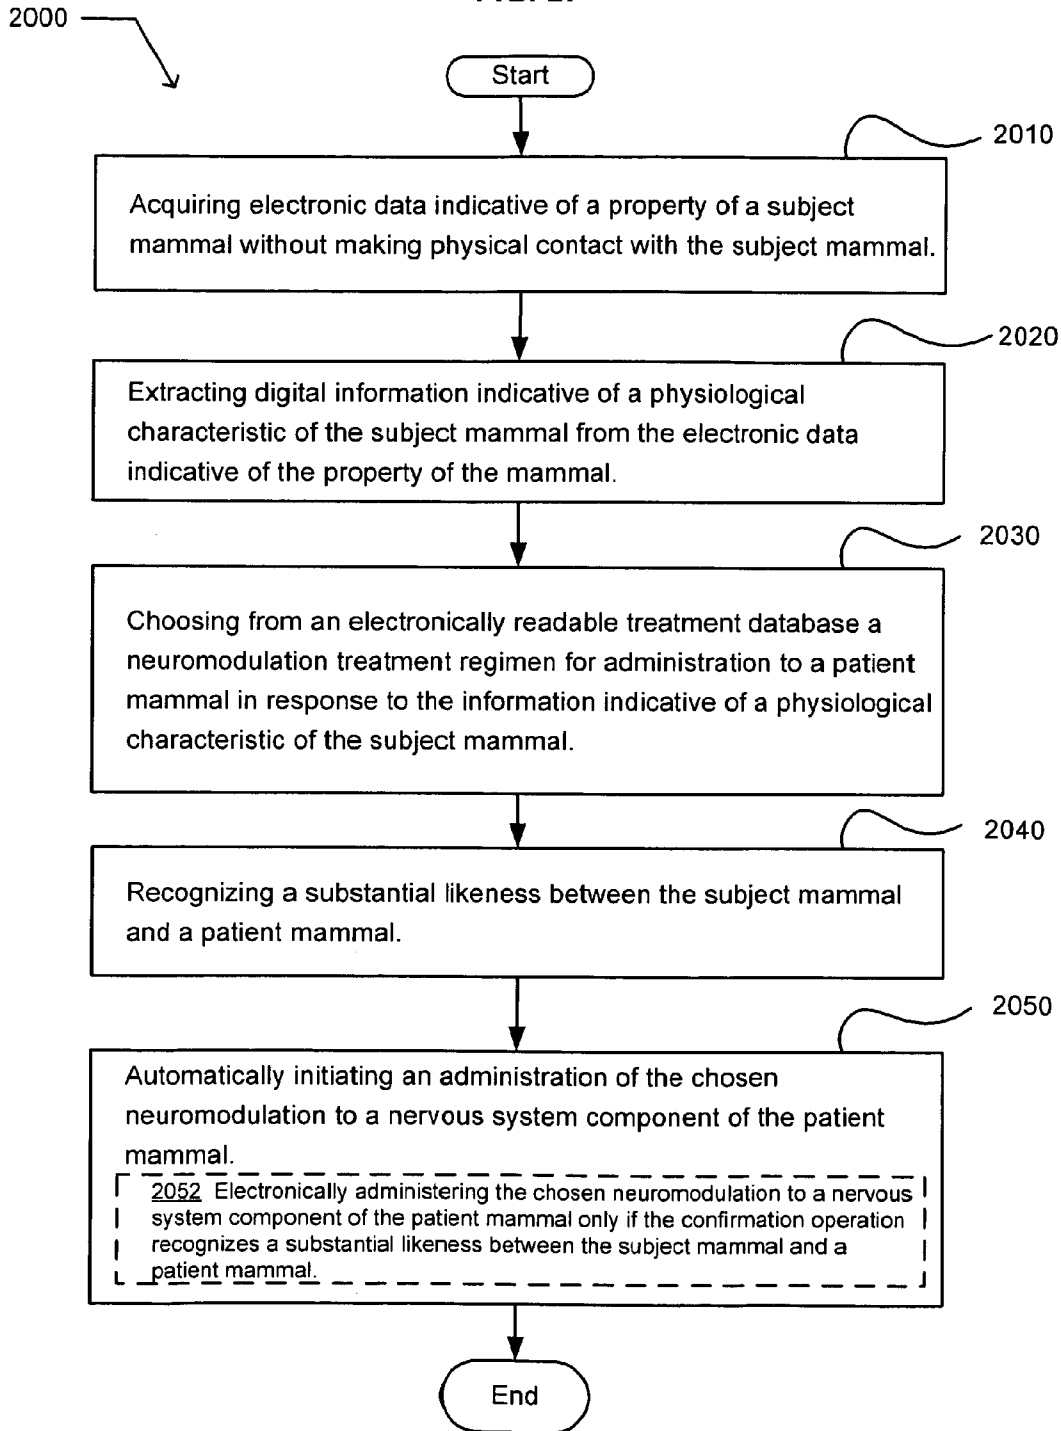 2000
Start
2010
Acquiring electronic data indicative of a property of a subject
mammal without making physical contact with the subject mammal.
2020
Extracting digital information indicative of a physiological
characteristic of the subject mammal from the electronic data
indicative of the property of the mammal.
2030
Choosing from an electronically readable treatment database a
neuromodulation treatment regimen for administration to a patient
mammal in response to the information indicative of a physiological
characteristic of the subject mammal.
2040
Recognizing a substantial likeness between the subject mammal
and a patient mammal.
2050
Automatically initiating an administration of the chosen
neuromodulation to a nervous system component of the patient
mammal.
2052 Electronically administering the chosen neuromodulation to a nervous
system component of the patient mammal only if the confirmation operation
recognizes a substantial likeness between the subject mammal and a
patient mammal.
End